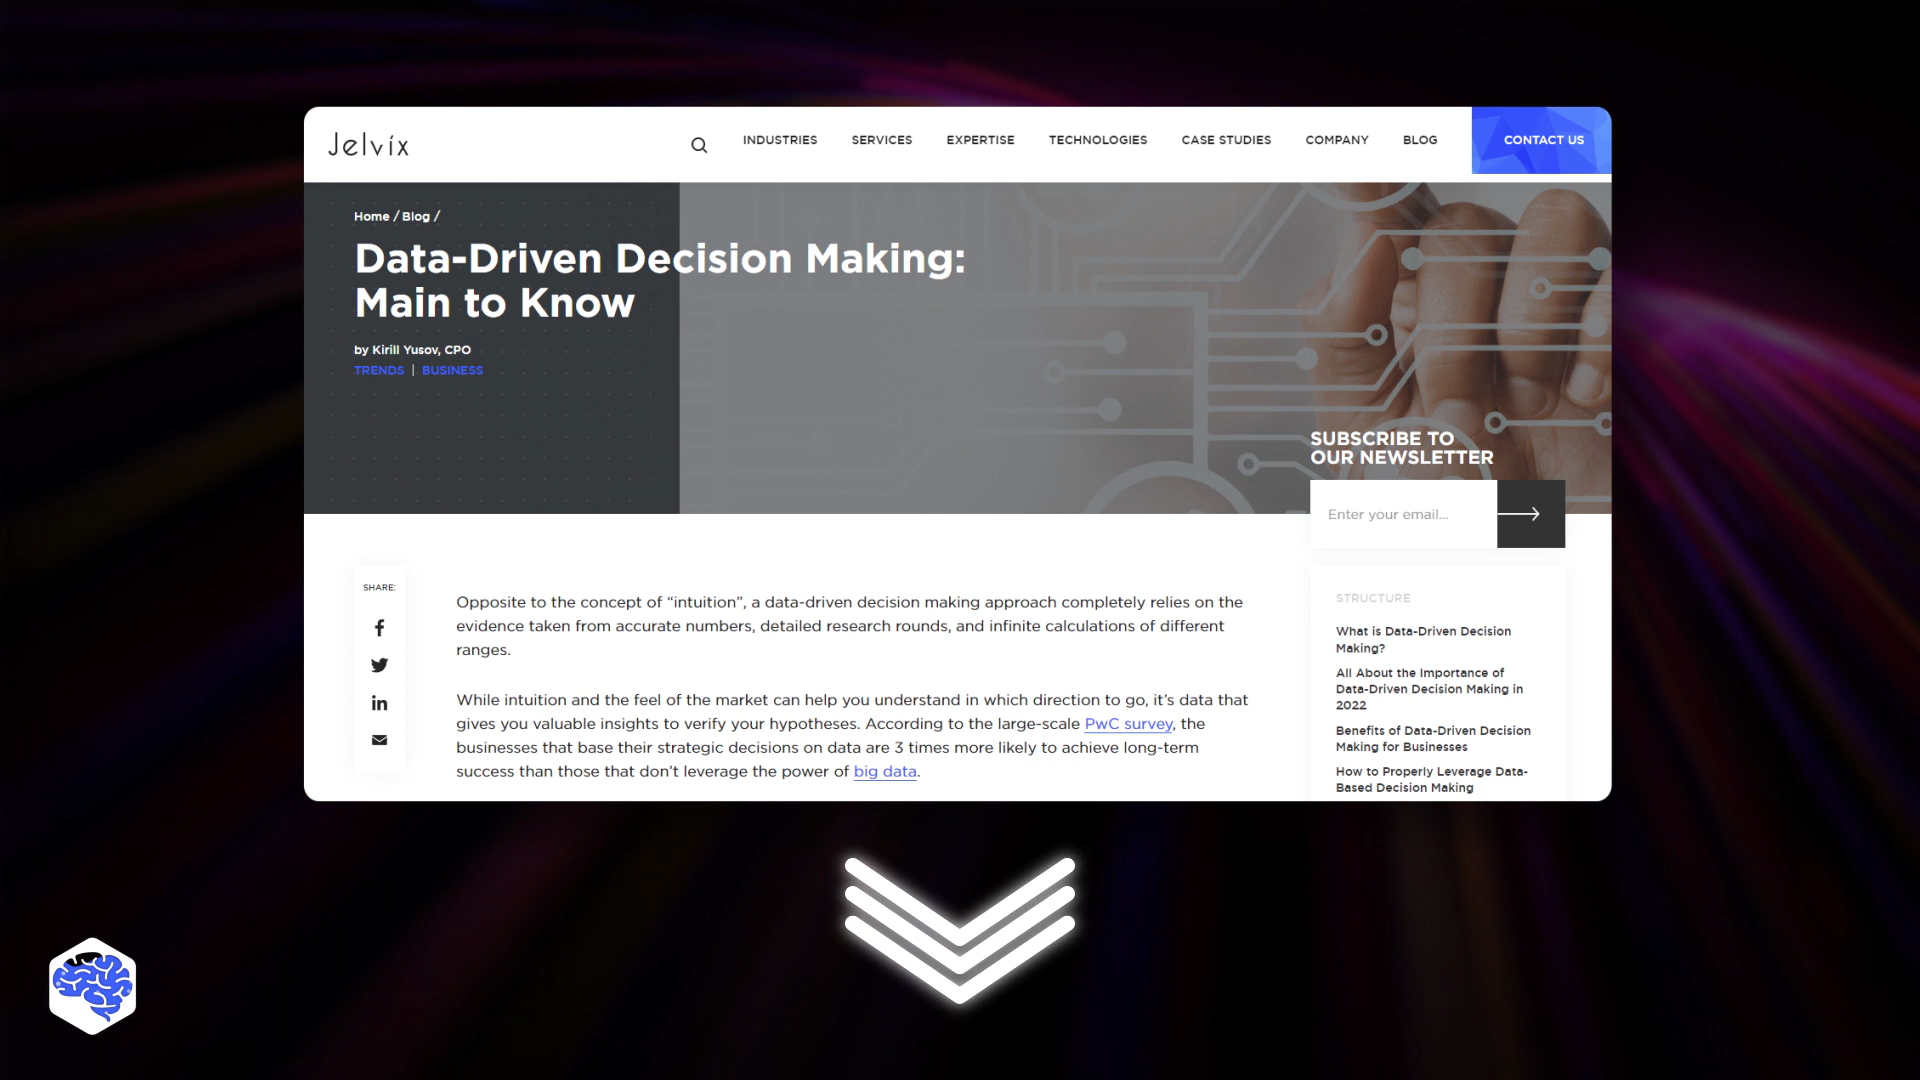 Jelvix
INDUSTRIES
SERVICES
EXPERTISE
TECHNOLOGIES
CASE STUDIES
COMPANY
BLOG
CONTACT US
Home / Blog /
Data-Driven Decision Making:
Main to Know
by Kirill Yusov, CPO
TRENDS | BUSINESS
SUBSCRIBE TO
OUR NEWSLETTER
Enter your email...
SHARE:
Opposite to the concept of “intuition”, a data-driven decision making approach completely relies on the
evidence taken from accurate numbers, detailed research rounds, and infinite calculations of different
ranges.
While intuition and the feel of the market can help you understand in which direction to go, it’s data that
gives you valuable insights to verify your hypotheses. According to the large-scale PwC survey, the
businesses that base their strategic decisions on data are 3 times more likely to achieve long-term
success than those that don’t leverage the power of big data.
STRUCTURE
What is Data-Driven Decision
Making?
All About the Importance of
Data-Driven Decision Making in
2022
Benefits of Data-Driven Decision
Making for Businesses
How to Properly Leverage Data-
Based Decision Making